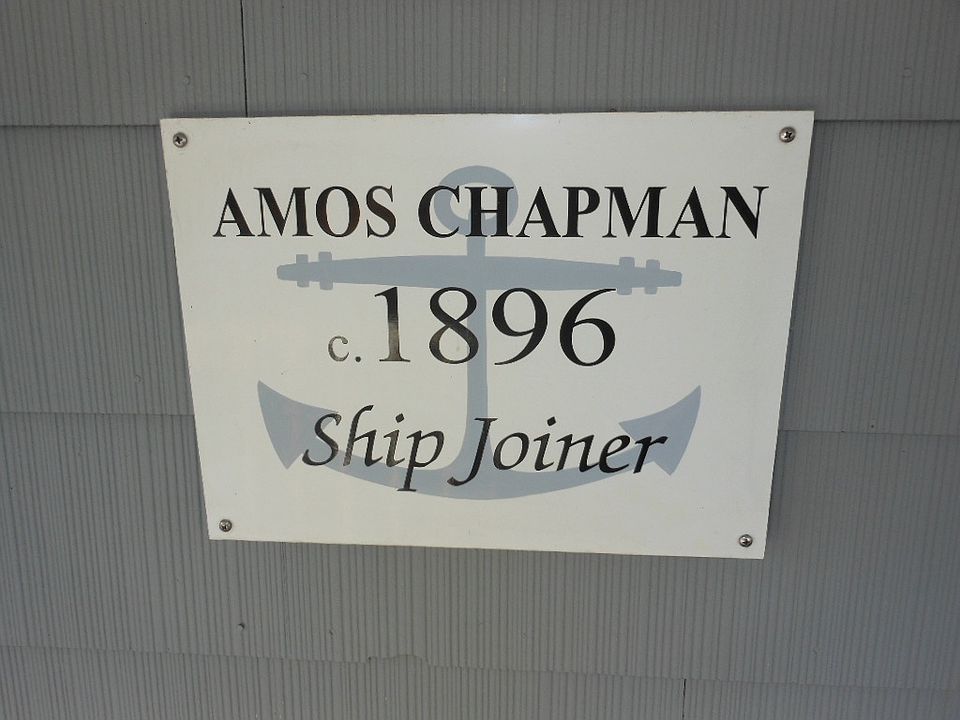 AMOS CHAPMAN
c. 1896
Ship Joiner